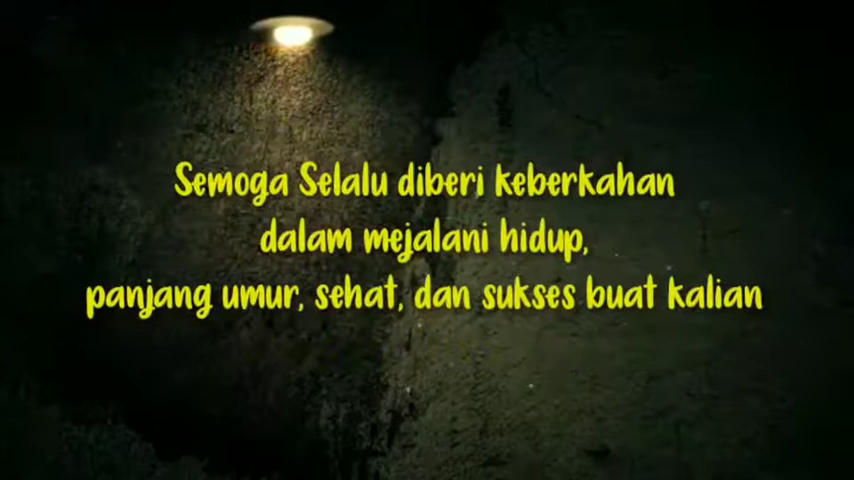 Semoga Selalu diberi keberkahan
dalam mejalani hidup,
panjang umur, sehat, dan sukses buat kalian